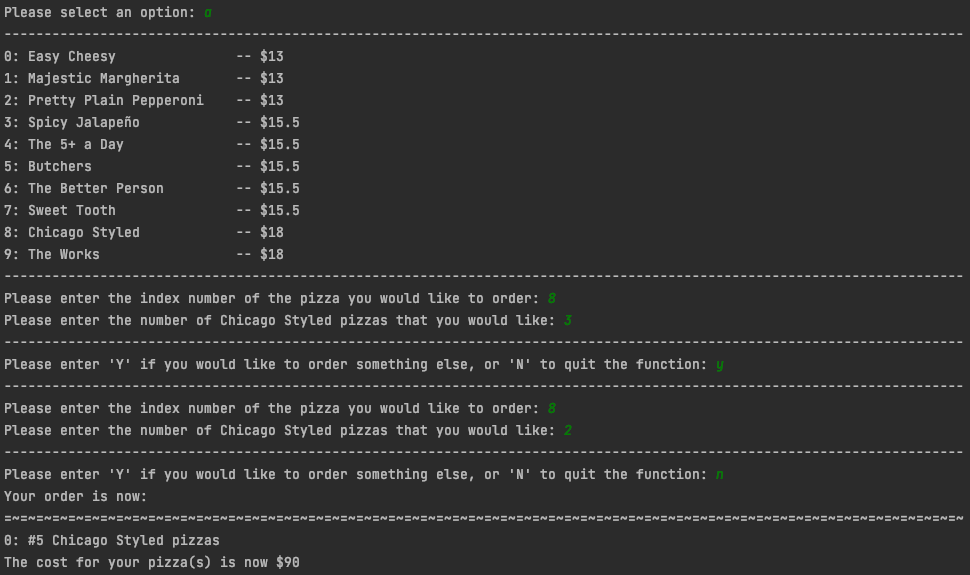 Please select an option: a
------------------------------------------------------------------------------------------------------------------------
0: Easy Cheesy               -- $13
1: Majestic Margherita       -- $13
2: Pretty Plain Pepperoni    -- $13
3: Spicy Jalapeño            -- $15.5
4: The 5+ a Day              -- $15.5
5: Butchers                  -- $15.5
6: The Better Person         -- $15.5
7: Sweet Tooth               -- $15.5
8: Chicago Styled            -- $18
9: The Works                 -- $18
------------------------------------------------------------------------------------------------------------------------
Please enter the index number of the pizza you would like to order: 8
Please enter the number of Chicago Styled pizzas that you would like: 3
------------------------------------------------------------------------------------------------------------------------
Please enter 'Y' if you would like to order something else, or 'N' to quit the function: y
------------------------------------------------------------------------------------------------------------------------
Please enter the index number of the pizza you would like to order: 8
Please enter the number of Chicago Styled pizzas that you would like: 2
------------------------------------------------------------------------------------------------------------------------
Please enter 'Y' if you would like to order something else, or 'N' to quit the function: n
Your order is now:
=~=~=~=~=~=~=~=~=~=~=~=~=~=~=~=~=~=~=~=~=~=~=~=~=~=~=~=~=~=~=~=~=~=~=~=~=~=~=~=~=~=~=~=~=~=~=~=~=~=~=~=~=~=~=~=~=~=~=~=~
0: #5 Chicago Styled pizzas
The cost for your pizza(s) is now $90